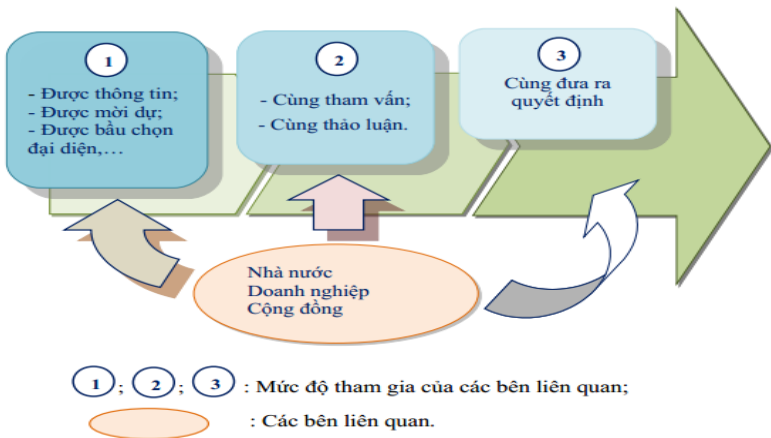 1
- Được thông tin;
- Được mời dự;
- Được bầu chọn
đại diện,…
2
- Cùng tham vấn;
- Cùng thảo luận.
3
Cùng đưa ra
quyết định
Nhà nước
Doanh nghiệp
Cộng đồng
1 ; 2 ; 3 : Mức độ tham gia của các bên liên quan;
: Các bên liên quan.